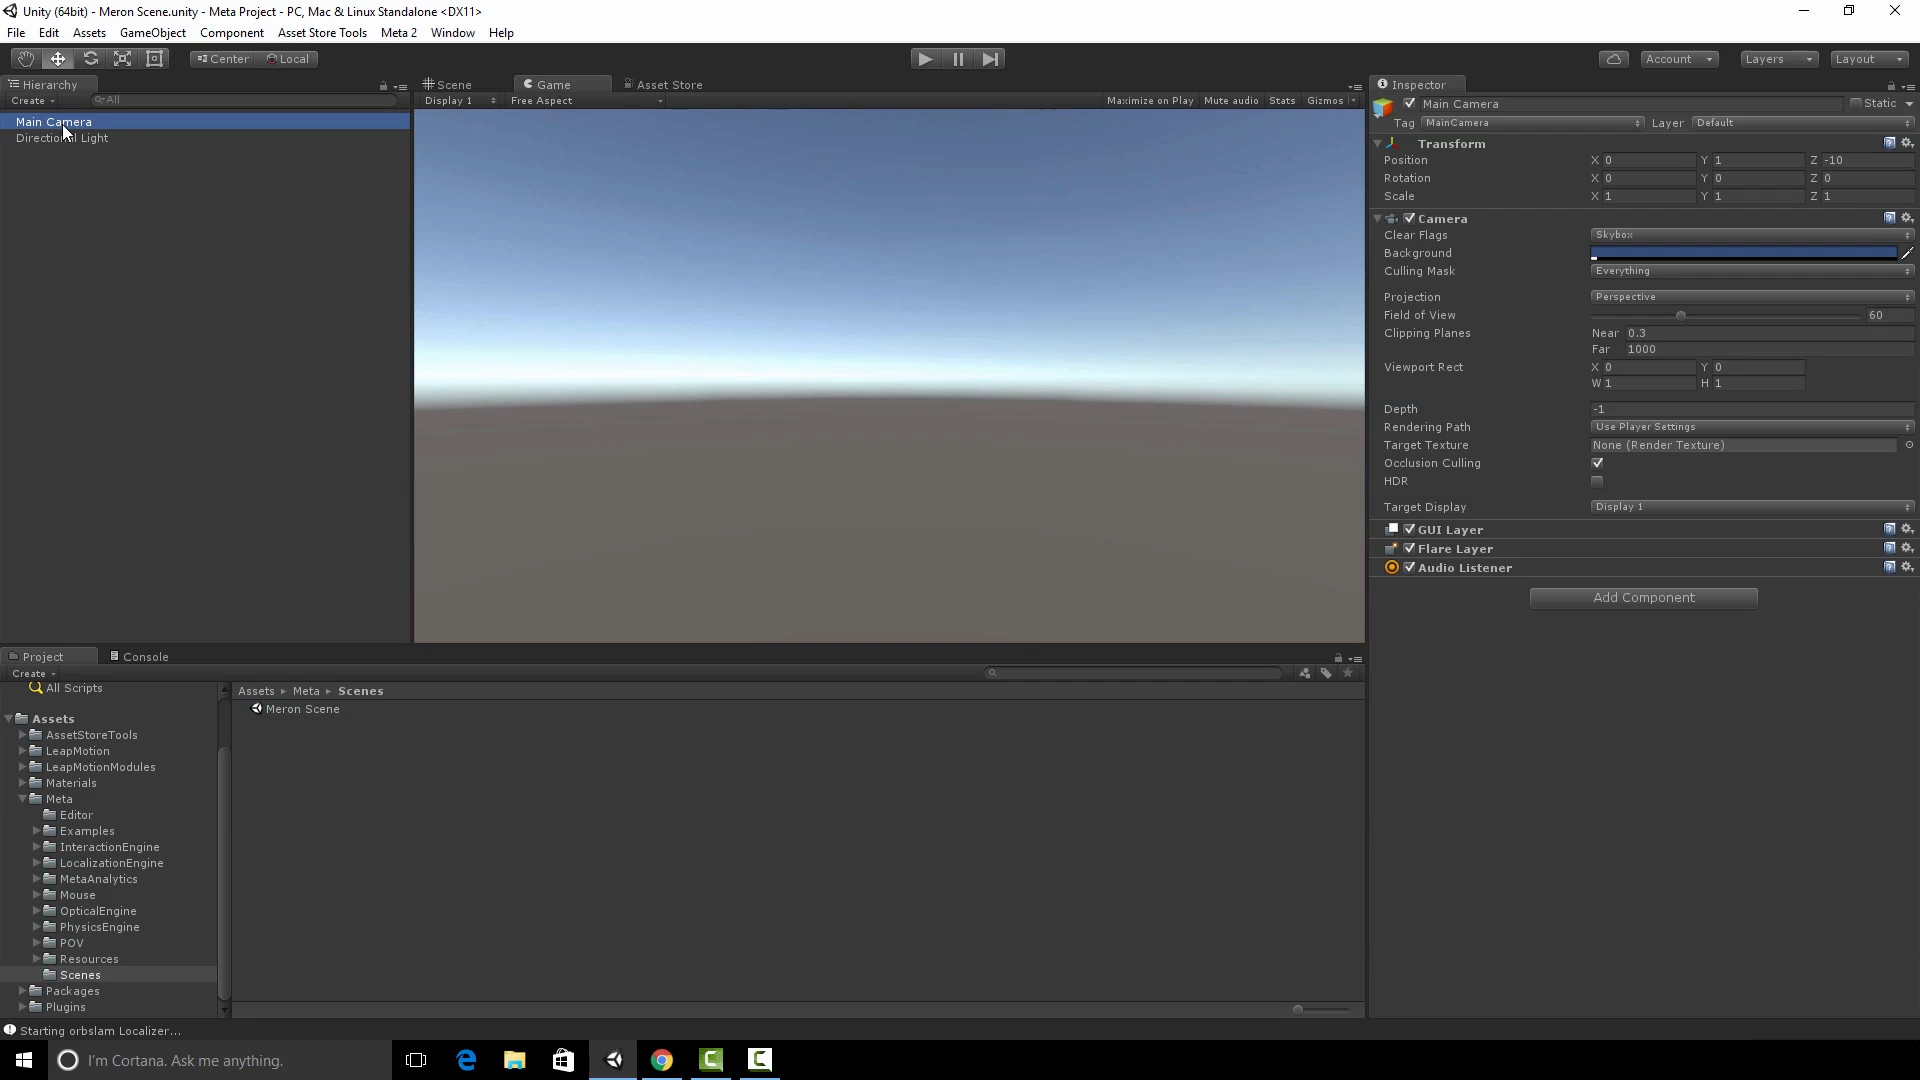 Unity (64bit) - Meron Scene.unity - Meta Project - PC, Mac & Linux Standalone <DX11>
File Edit Assets GameObject Component Asset Store Tools Meta 2 Window Help
Center Local
Account Layers Layout
Hierarchy
Create All
Main Camera
Directional Light
Scene Game Asset Store
Display 1 Free Aspect Maximize on Play Mute audio Stats Gizmos
Inspector
Main Camera Static
Tag MainCamera Layer Default
Transform
Position X 0 Y 1 Z -10
Rotation X 0 Y 0 Z 0
Scale X 1 Y 1 Z 1
Camera
Clear Flags Skybox
Background
Culling Mask Everything
Projection Perspective
Field of View 60
Clipping Planes Near 0.3
Far 1000
Viewport Rect X 0 Y 0
W 1 H 1
Depth -1
Rendering Path Use Player Settings
Target Texture None (Render Texture)
Occlusion Culling
HDR
Target Display Display 1
GUI Layer
Flare Layer
Audio Listener
Add Component
Project Console
Create
All Scripts
Assets
AssetStoreTools
LeapMotion
LeapMotionModules
Materials
Meta
Editor
Examples
InteractionEngine
LocalizationEngine
MetaAnalytics
Mouse
OpticalEngine
PhysicsEngine
POV
Resources
Scenes
Packages
Plugins
Assets Meta Scenes
Meron Scene
Starting orbslam Localizer...
I'm Cortana. Ask me anything.